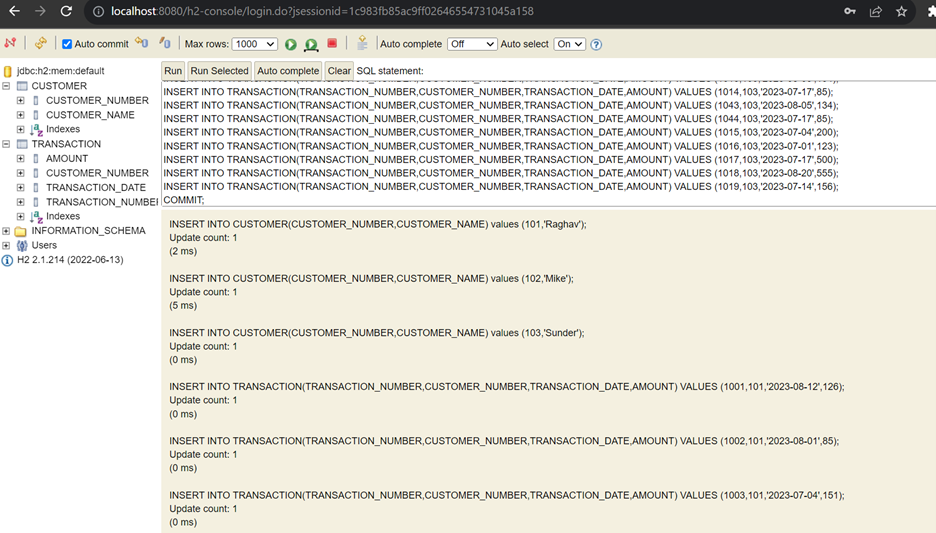 localhost:8080/h2-console/login.do?jsessionid=1c983fb85ac9ff02646554731045a158
Auto commit Max rows: 1000 Auto complete Off Auto select On
jdbc:h2:mem:default
CUSTOMER
CUSTOMER_NUMBER
CUSTOMER_NAME
Indexes
TRANSACTION
AMOUNT
CUSTOMER_NUMBER
TRANSACTION_DATE
TRANSACTION_NUMBER
Indexes
INFORMATION_SCHEMA
Users
H2 2.1.214 (2022-06-13)
Run Run Selected Auto complete Clear SQL statement:
INSERT INTO TRANSACTION(TRANSACTION_NUMBER,CUSTOMER_NUMBER,TRANSACTION_DATE,AMOUNT) VALUES (1014,103,'2023-07-17',85);
INSERT INTO TRANSACTION(TRANSACTION_NUMBER,CUSTOMER_NUMBER,TRANSACTION_DATE,AMOUNT) VALUES (1043,103,'2023-08-05',134);
INSERT INTO TRANSACTION(TRANSACTION_NUMBER,CUSTOMER_NUMBER,TRANSACTION_DATE,AMOUNT) VALUES (1044,103,'2023-07-17',85);
INSERT INTO TRANSACTION(TRANSACTION_NUMBER,CUSTOMER_NUMBER,TRANSACTION_DATE,AMOUNT) VALUES (1015,103,'2023-07-04',200);
INSERT INTO TRANSACTION(TRANSACTION_NUMBER,CUSTOMER_NUMBER,TRANSACTION_DATE,AMOUNT) VALUES (1016,103,'2023-07-01',123);
INSERT INTO TRANSACTION(TRANSACTION_NUMBER,CUSTOMER_NUMBER,TRANSACTION_DATE,AMOUNT) VALUES (1017,103,'2023-07-17',500);
INSERT INTO TRANSACTION(TRANSACTION_NUMBER,CUSTOMER_NUMBER,TRANSACTION_DATE,AMOUNT) VALUES (1018,103,'2023-08-20',555);
INSERT INTO TRANSACTION(TRANSACTION_NUMBER,CUSTOMER_NUMBER,TRANSACTION_DATE,AMOUNT) VALUES (1019,103,'2023-07-14',156);
COMMIT;
INSERT INTO CUSTOMER(CUSTOMER_NUMBER,CUSTOMER_NAME) values (101,'Raghav');
Update count: 1
(2 ms)
INSERT INTO CUSTOMER(CUSTOMER_NUMBER,CUSTOMER_NAME) values (102,'Mike');
Update count: 1
(5 ms)
INSERT INTO CUSTOMER(CUSTOMER_NUMBER,CUSTOMER_NAME) values (103,'Sunder');
Update count: 1
(0 ms)
INSERT INTO TRANSACTION(TRANSACTION_NUMBER,CUSTOMER_NUMBER,TRANSACTION_DATE,AMOUNT) VALUES (1001,101,'2023-08-12',126);
Update count: 1
(0 ms)
INSERT INTO TRANSACTION(TRANSACTION_NUMBER,CUSTOMER_NUMBER,TRANSACTION_DATE,AMOUNT) VALUES (1002,101,'2023-08-01',85);
Update count: 1
(0 ms)
INSERT INTO TRANSACTION(TRANSACTION_NUMBER,CUSTOMER_NUMBER,TRANSACTION_DATE,AMOUNT) VALUES (1003,101,'2023-07-04',151);
Update count: 1
(0 ms)